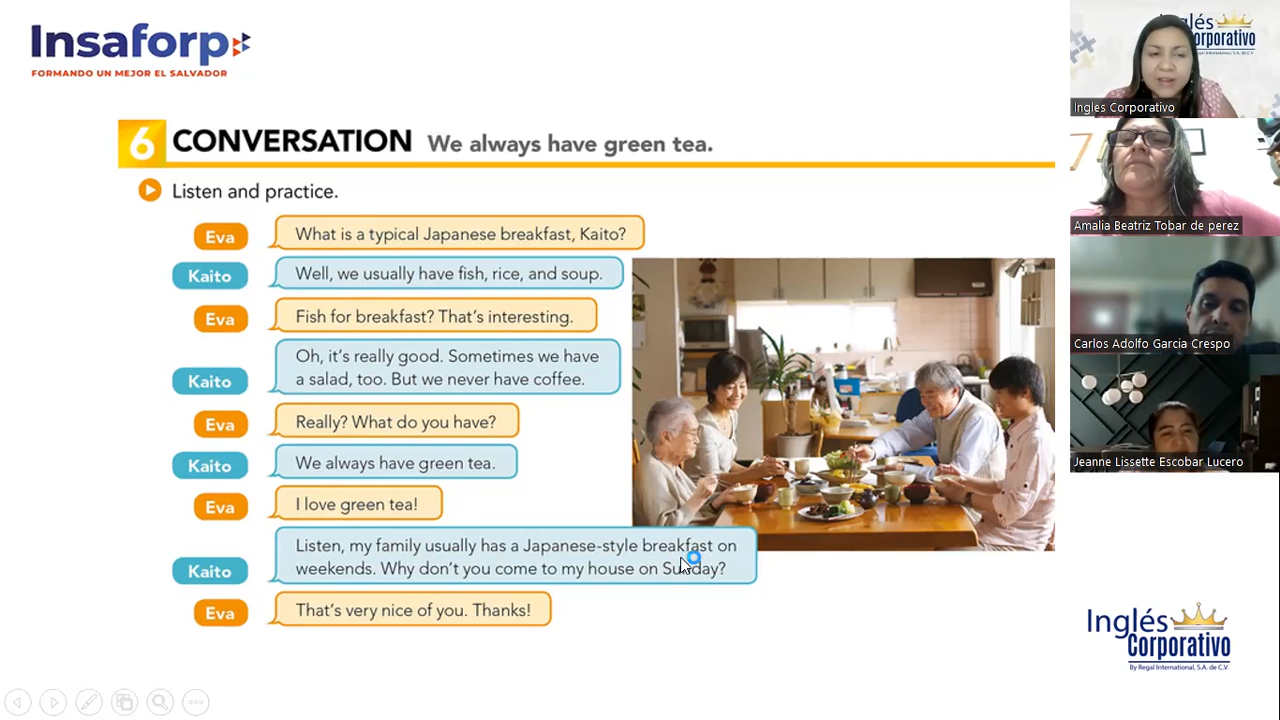 Insaforp
FORMANDO UN MEJOR EL SALVADOR
6 CONVERSATION We always have green tea.
Listen and practice.
Eva What is a typical Japanese breakfast, Kaito?
Kaito Well, we usually have fish, rice, and soup.
Eva Fish for breakfast? That's interesting.
Kaito Oh, it's really good. Sometimes we have
a salad, too. But we never have coffee.
Eva Really? What do you have?
Kaito We always have green tea.
Eva I love green tea!
Kaito Listen, my family usually has a Japanese-style breakfast on
weekends. Why don't you come to my house on Sunday?
Eva That's very nice of you. Thanks!
Inglés
Corporativo
By Regal International, S.A. de C.V.
Ingles Corporativo
Amalia Beatriz Tobar de perez
Carlos Adolfo Garcia Crespo
Jeanne Lissette Escobar Lucero
Inglés
Corporativo
By Regal International, S.A. de C.V.